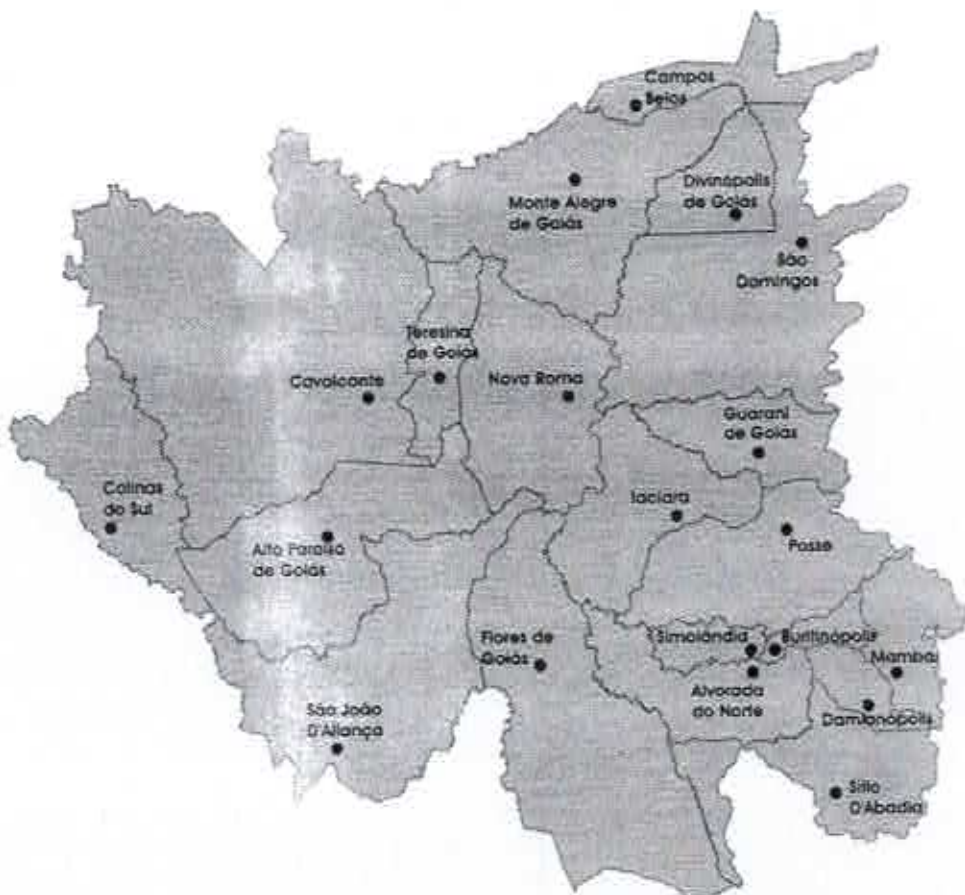 Campos
Belos
Monte Alegre
de Goiás
Divinópolis
de Goiás
São
Domingos
Teresina
de Goiás
Cavalcante
Nova Roma
Guarani
de Goiás
Colinas
do Sul
Iaciara
Alto Paraíso
de Goiás
Posse
Simolândia
Buritinópolis
Flores de
Goiás
Mambaí
Alvorada
do Norte
Damianópolis
São João
D'Aliança
Sítio
D'Abadia